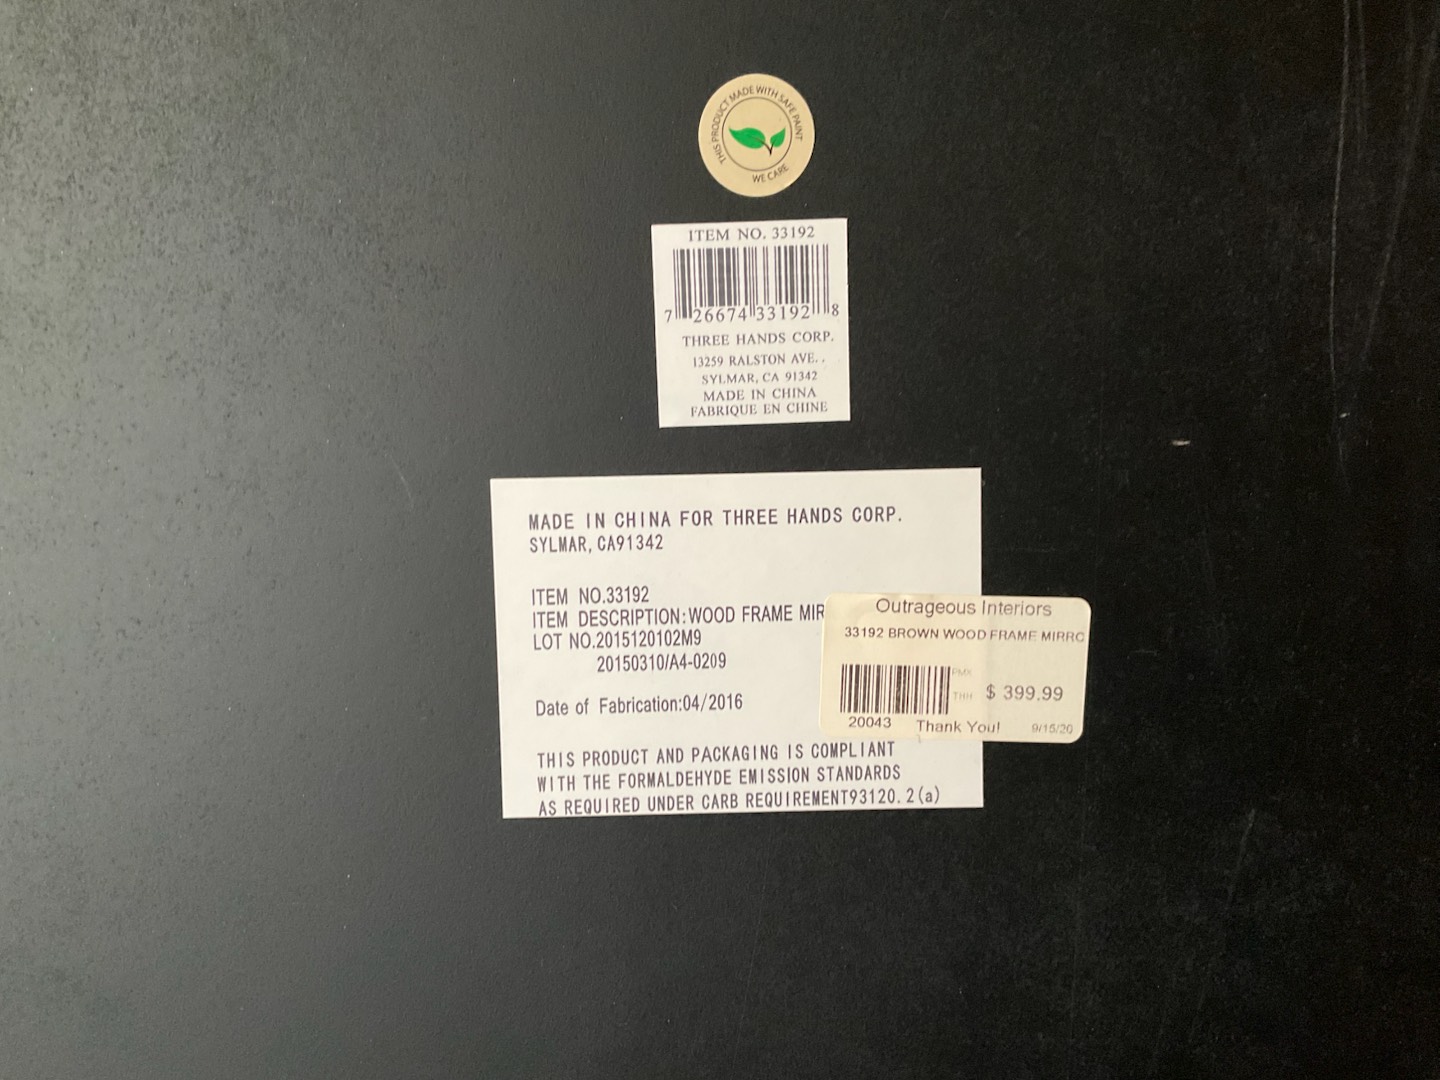 THIS PRODUCT MADE WITH SAFE PAINT
WE CARE
ITEM NO. 33192
7 26674 33192 8
THREE HANDS CORP.
13259 RALSTON AVE..
SYLMAR, CA 91342
MADE IN CHINA
FABRIQUE EN CHINE
MADE IN CHINA FOR THREE HANDS CORP.
SYLMAR, CA91342
ITEM NO.33192
ITEM DESCRIPTION:WOOD FRAME MIR
LOT NO.2015120102M9
20150310/A4-0209
Date of Fabrication:04/2016
THIS PRODUCT AND PACKAGING IS COMPLIANT
WITH THE FORMALDEHYDE EMISSION STANDARDS
AS REQUIRED UNDER CARB REQUIREMENT93120.2(a)
Outrageous Interiors
33192 BROWN WOOD FRAME MIRRO
PMX
THH $ 399.99
20043 Thank You! 9/15/20